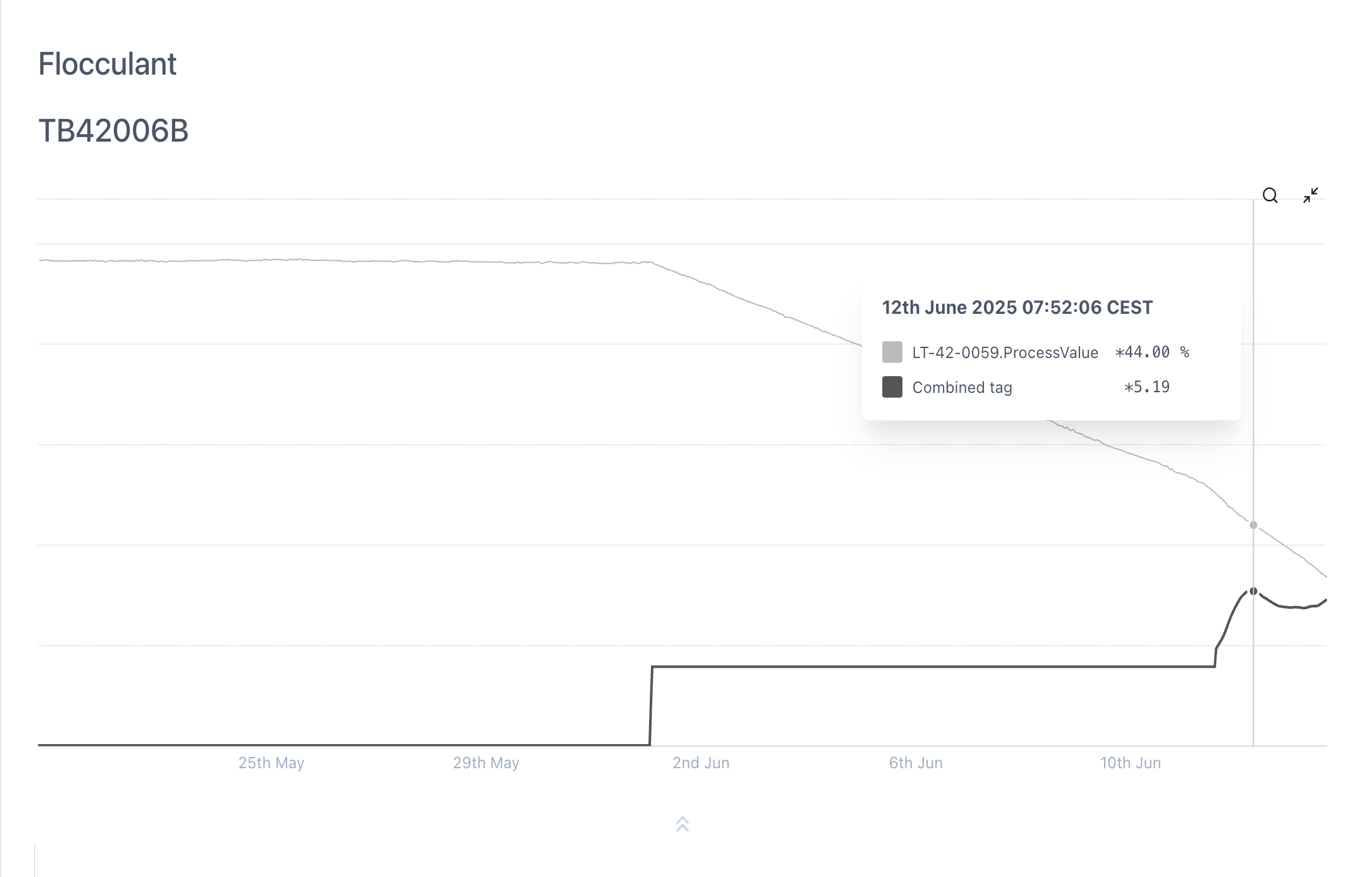 Flocculant
TB42006B
12th June 2025 07:52:06 CEST
LT-42-0059.ProcessValue *44.00 %
Combined tag *5.19
25th May 29th May 2nd Jun 6th Jun 10th Jun